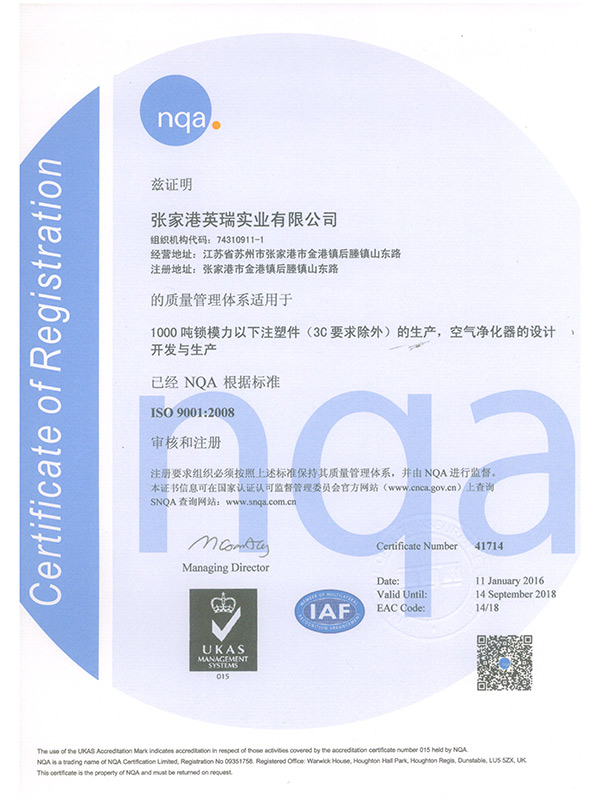 Certificate of Registration
nqa.
兹证明
张家港英瑞实业有限公司
组织机构代码：74310911-1
经营地址：江苏省苏州市张家港市金港镇后塍镇山东路
注册地址：张家港市金港镇后塍镇山东路
的质量管理体系适用于
1000 吨锁模力以下注塑件（3C 要求除外）的生产，空气净化器的设计
开发与生产
已经 NQA 根据标准
ISO 9001:2008
审核和注册
注册要求组织必须按照上述标准保持其质量管理体系，并由 NQA 进行监督。
本证书信息可在国家认证认可监督管理委员会官方网站（www.cnca.gov.cn）上查询
SNQA 查询网站：www.snqa.com.cn
nqa
Managing Director
Certificate Number 41714
Date: 11 January 2016
Valid Until: 14 September 2018
EAC Code: 14/18
UKAS
MANAGEMENT
SYSTEMS
015
MEMBER OF MULTILATERAL
IAF
RECOGNITION ARRANGEMENT
The use of the UKAS Accreditation Mark indicates accreditation in respect of those activities covered by the accreditation certificate number 015 held by NQA.
NQA is a trading name of NQA Certification Limited, Registration No 09351758. Registered Office: Warwick House, Houghton Hall Park, Houghton Regis, Dunstable, LU5 5ZX, UK.
This certificate is the property of NQA and must be returned on request.